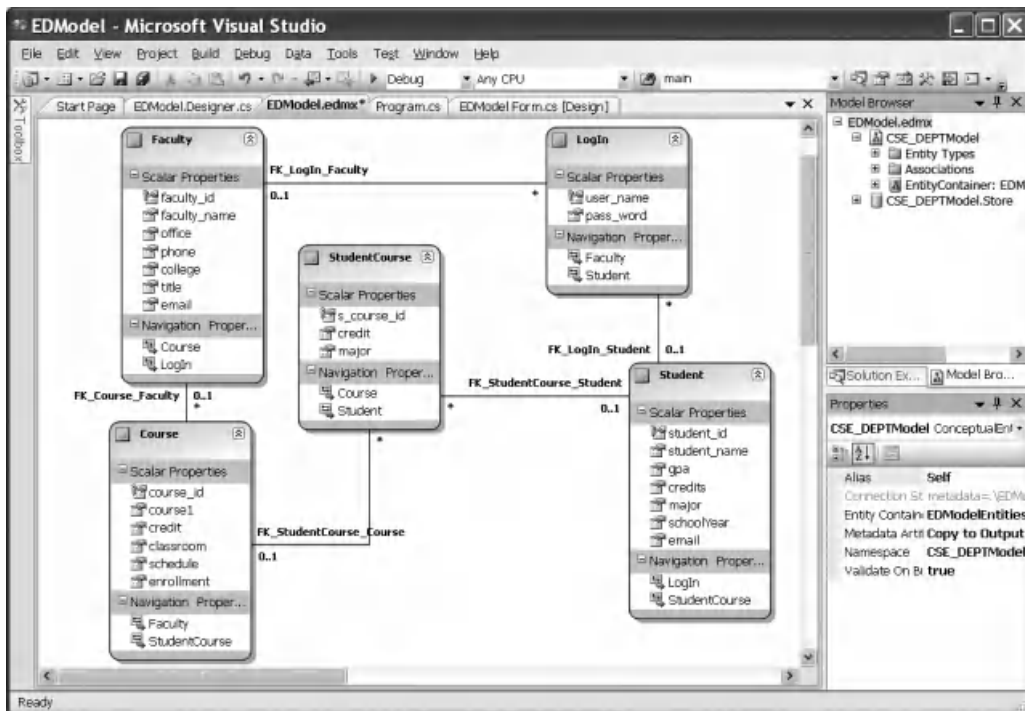 EDModel - Microsoft Visual Studio
File Edit View Project Build Debug Data Tools Test Window Help
Debug Any CPU main
Toolbox
Start Page EDModel.Designer.cs EDModel.edmx* Program.cs EDModel Form.cs [Design]
Faculty
Scalar Properties
faculty_id
faculty_name
office
phone
college
title
email
Navigation Proper...
Course
LogIn
FK_LogIn_Faculty
0..1
*
LogIn
Scalar Properties
user_name
pass_word
Navigation Proper...
Faculty
Student
StudentCourse
Scalar Properties
s_course_id
credit
major
Navigation Proper...
Course
Student
*
FK_LogIn_Student 0..1
FK_StudentCourse_Student
*
0..1
FK_Course_Faculty 0..1
*
Course
Scalar Properties
course_id
course1
credit
classroom
schedule
enrollment
Navigation Proper...
Faculty
StudentCourse
*
FK_StudentCourse_Course
0..1
Student
Scalar Properties
student_id
student_name
gpa
credits
major
schoolYear
email
Navigation Proper...
LogIn
StudentCourse
Model Browser
EDModel.edmx
CSE_DEPTModel
Entity Types
Associations
EntityContainer: EDM
CSE_DEPTModel.Store
Solution Ex... Model Bro...
Properties
CSE_DEPTModel ConceptualEnt
Alias Self
Connection St metadata=.\EDMo
Entity Contain EDModelEntities
Metadata Arti Copy to Output
Namespace CSE_DEPTModel
Validate On B true
Ready